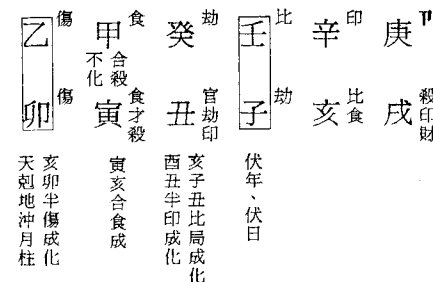 卩
庚
殺印財
戌
印
辛
比食
亥
比
壬
劫
子
伏年、伏日
劫
癸
官劫印
丑
亥子丑比局成化
酉丑半印成化
食
甲
合殺
不化
食才殺
寅
寅亥合食成
傷
乙
傷
卯
亥卯半傷成化
天剋地沖月柱